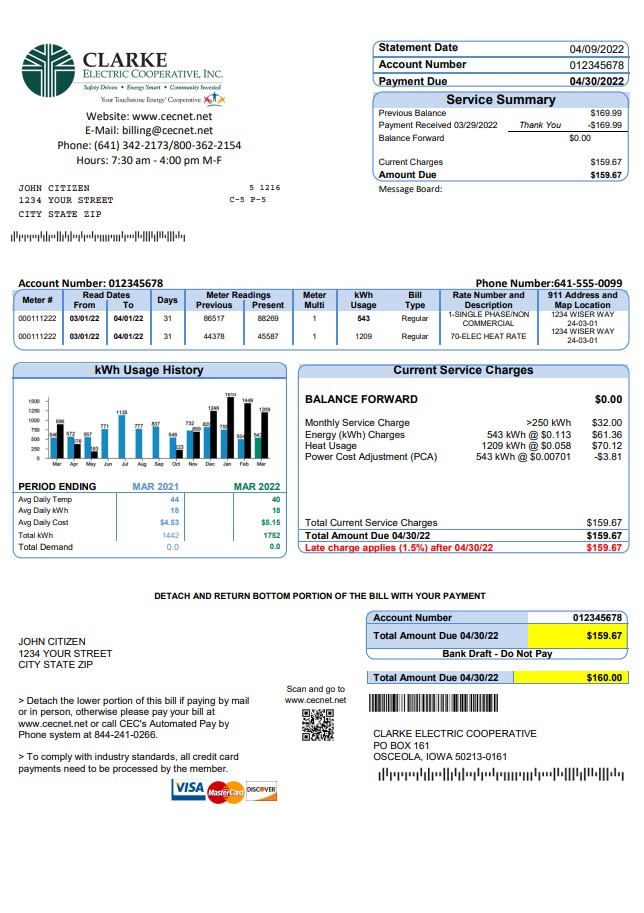 CLARKE
ELECTRIC COOPERATIVE, INC.
Safety Driven • Energy Smart • Community Invested
Your Touchstone Energy® Cooperative
Website: www.cecnet.net
E-Mail: billing@cecnet.net
Phone: (641) 342-2173/800-362-2154
Hours: 7:30 am - 4:00 pm M-F
Statement Date 04/09/2022
Account Number 012345678
Payment Due 04/30/2022
Service Summary
Previous Balance $169.99
Payment Received 03/29/2022 Thank You -$169.99
Balance Forward $0.00
Current Charges $159.67
Amount Due $159.67
Message Board:
JOHN CITIZEN 5 1216
1234 YOUR STREET C-5 P-5
CITY STATE ZIP
Account Number: 012345678 Phone Number:641-555-0099
Meter # Read Dates From To Days Meter Readings Previous Present Meter Multi kWh Usage Bill Type Rate Number and Description 911 Address and Map Location
000111222 03/01/22 04/01/22 31 86517 88269 1 543 Regular 1-SINGLE PHASE/NON COMMERCIAL 1234 WISER WAY 24-03-01
000111222 03/01/22 04/01/22 31 44378 45587 1 1209 Regular 70-ELEC HEAT RATE 1234 WISER WAY 24-03-01
kWh Usage History
1500
1250
1000
750
500
250
0
896 572 376 557 183 771 1135 777 837 548 223 732 699 820 1246 1610 1449 1209
Mar Apr May Jun Jul Aug Sep Oct Nov Dec Jan Feb Mar
PERIOD ENDING MAR 2021 MAR 2022
Avg Daily Temp 44 40
Avg Daily kWh 18 18
Avg Daily Cost $4.53 $5.15
Total kWh 1442 1752
Total Demand 0.0 0.0
Current Service Charges
BALANCE FORWARD $0.00
Monthly Service Charge >250 kWh $32.00
Energy (kWh) Charges 543 kWh @ $0.113 $61.36
Heat Usage 1209 kWh @ $0.058 $70.12
Power Cost Adjustment (PCA) 543 kWh @ $0.00701 -$3.81
Total Current Service Charges $159.67
Total Amount Due 04/30/22 $159.67
Late charge applies (1.5%) after 04/30/22 $159.67
DETACH AND RETURN BOTTOM PORTION OF THE BILL WITH YOUR PAYMENT
Account Number 012345678
Total Amount Due 04/30/22 $159.67
Bank Draft - Do Not Pay
Total Amount Due 04/30/22 $160.00
JOHN CITIZEN
1234 YOUR STREET
CITY STATE ZIP
Scan and go to
www.cecnet.net
> Detach the lower portion of this bill if paying by mail
or in person, otherwise please pay your bill at
www.cecnet.net or call CEC's Automated Pay by
Phone system at 844-241-0266.
> To comply with industry standards, all credit card
payments need to be processed by the member.
VISA MasterCard DISCOVER
CLARKE ELECTRIC COOPERATIVE
PO BOX 161
OSCEOLA, IOWA 50213-0161